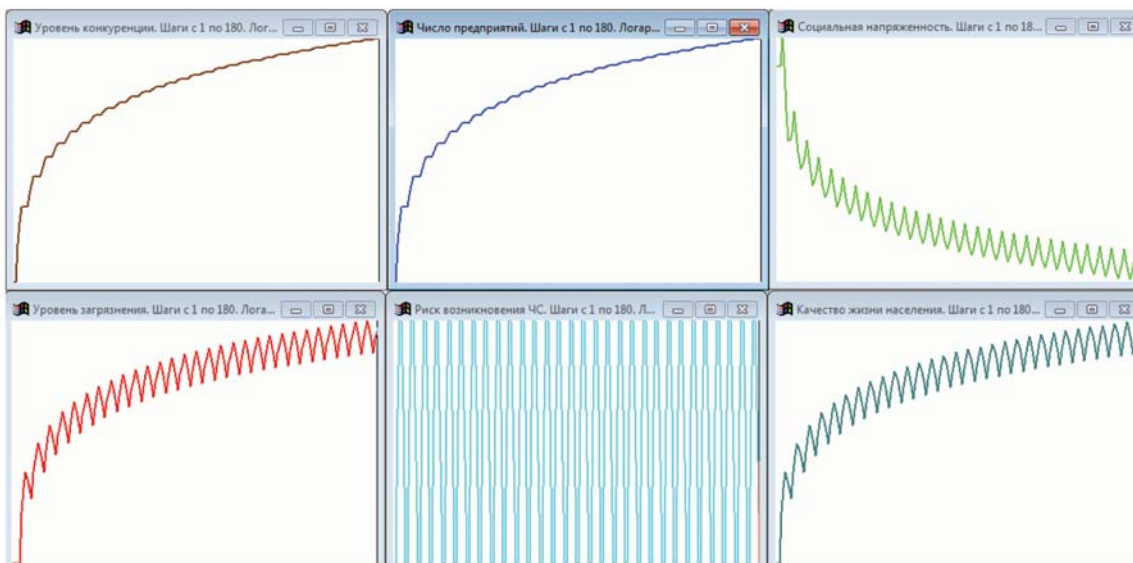 Уровень конкуренции. Шаги с 1 по 180. Лог...
Число предприятий. Шаги с 1 по 180. Логар...
Социальная напряженность. Шаги с 1 по 18...
Уровень загрязнения. Шаги с 1 по 180. Лога...
Риск возникновения ЧС. Шаги с 1 по 180. Л...
Качество жизни населения. Шаги с 1 по 180...